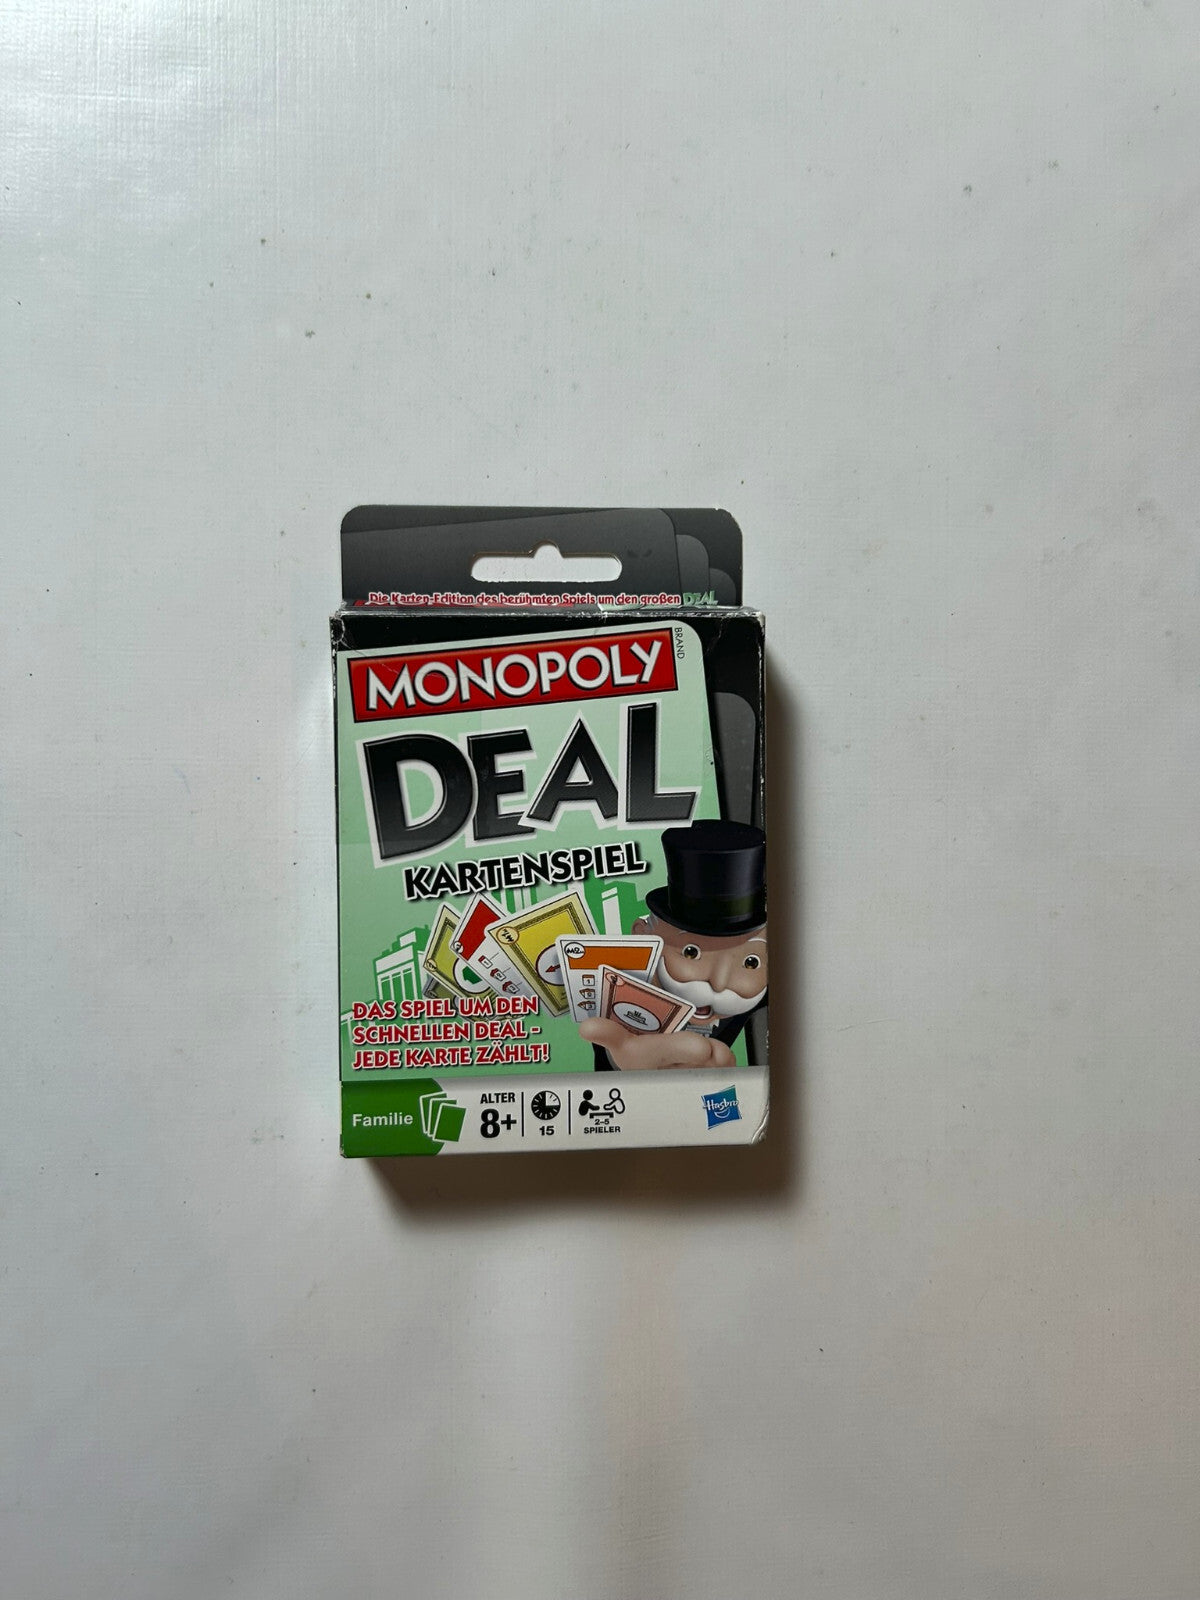 Die Karten-Edition des berühmten Spiels um den großen DEAL
BRAND
MONOPOLY
DEAL
KARTENSPIEL
DAS SPIEL UM DEN
SCHNELLEN DEAL -
JEDE KARTE ZÄHLT!
Familie
ALTER
8+
15
2-5
SPIELER
Hasbro